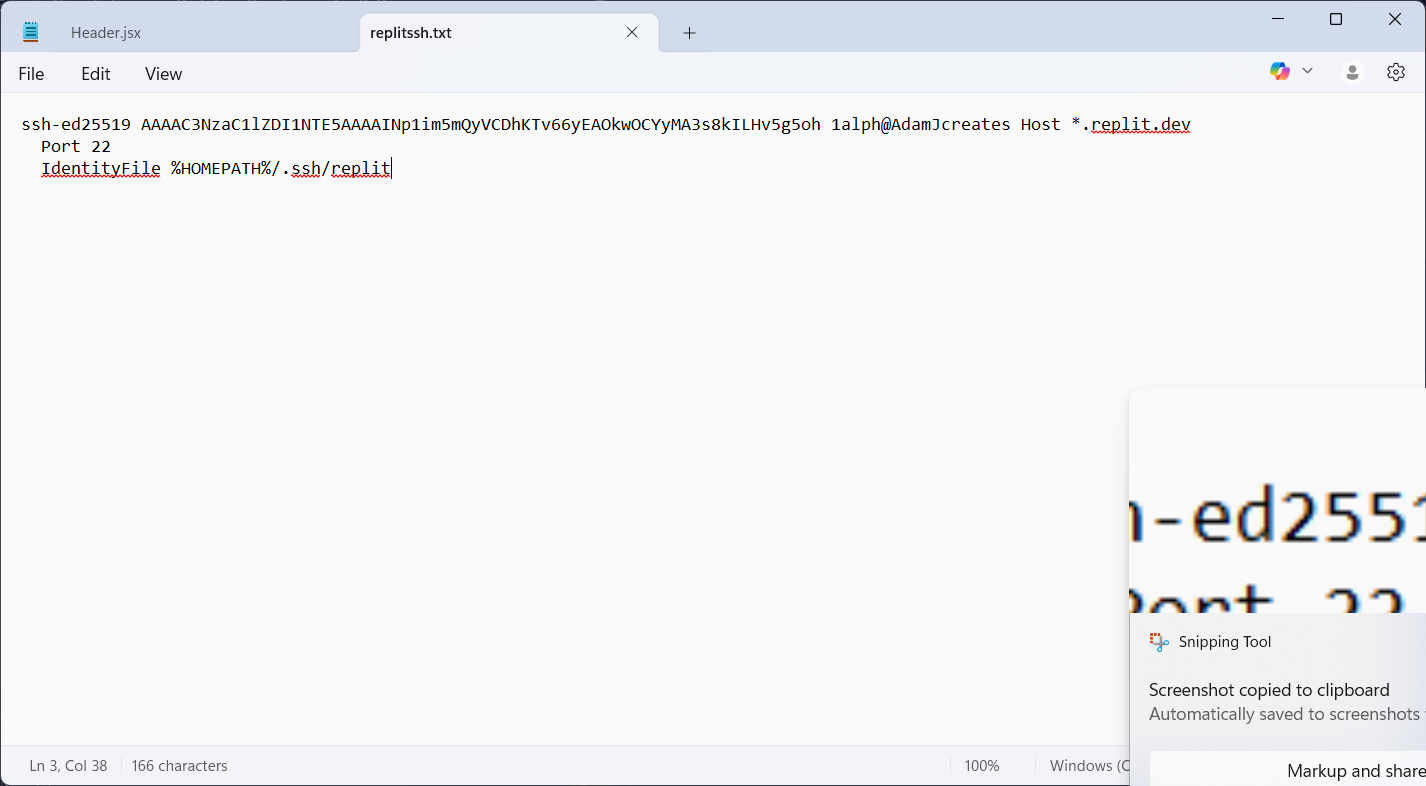 Header.jsx
replitssh.txt
File Edit View
ssh-ed25519 AAAAC3NzaC1lZDI1NTE5AAAAINp1im5mQyVCDhKTv66yEAOkwOCYyMA3s8kILHv5g5oh 1alph@AdamJcreates Host *.replit.dev
Port 22
IdentityFile %HOMEPATH%/.ssh/replit
h-ed2551
Port 22
Snipping Tool
Screenshot copied to clipboard
Automatically saved to screenshots
Markup and share
Ln 3, Col 38 166 characters 100% Windows (C